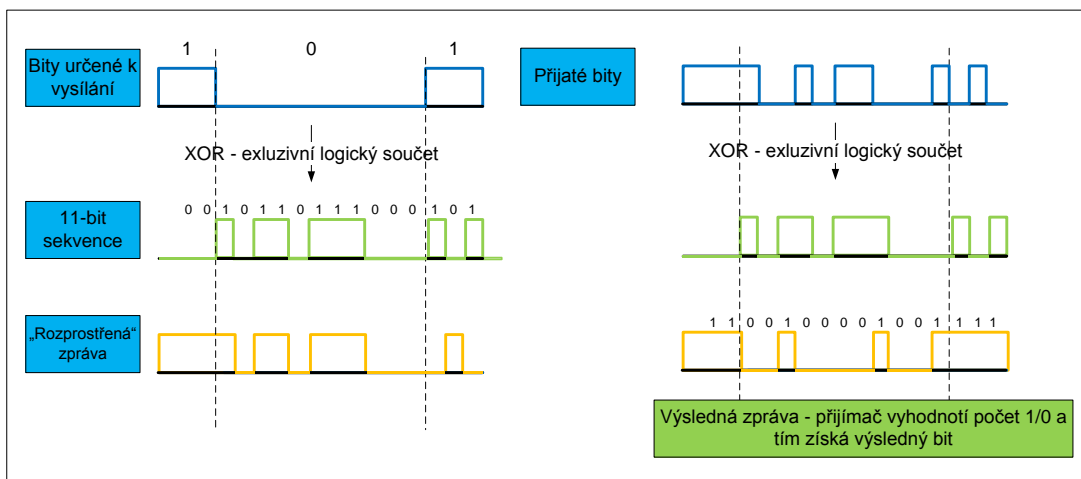 1 0 1
Bity určené k
vysílání
XOR - exluzivní logický součet
0 0 1 0 1 1 0 1 1 1 0 0 0 1 0 1
11-bit
sekvence
„Rozprostřená“
zpráva
Přijaté bity
XOR - exluzivní logický součet
1 1 0 0 1 0 0 0 0 1 0 0 1 1 1 1
Výsledná zpráva - přijímač vyhodnotí počet 1/0 a
tím získá výsledný bit